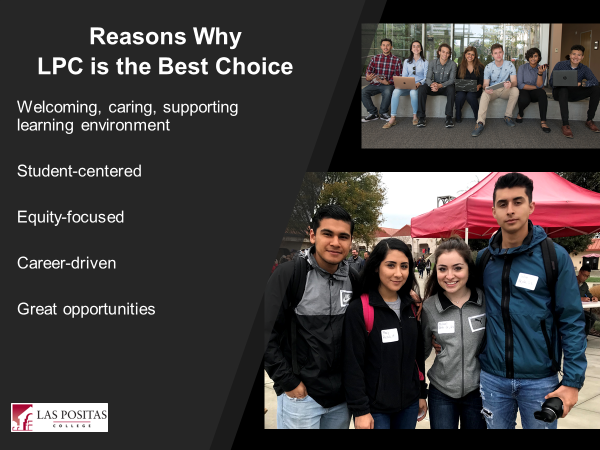 Reasons Why
LPC is the Best Choice
Welcoming, caring, supporting
learning environment
Student-centered
Equity-focused
Career-driven
Great opportunities
LAS POSITAS
COLLEGE